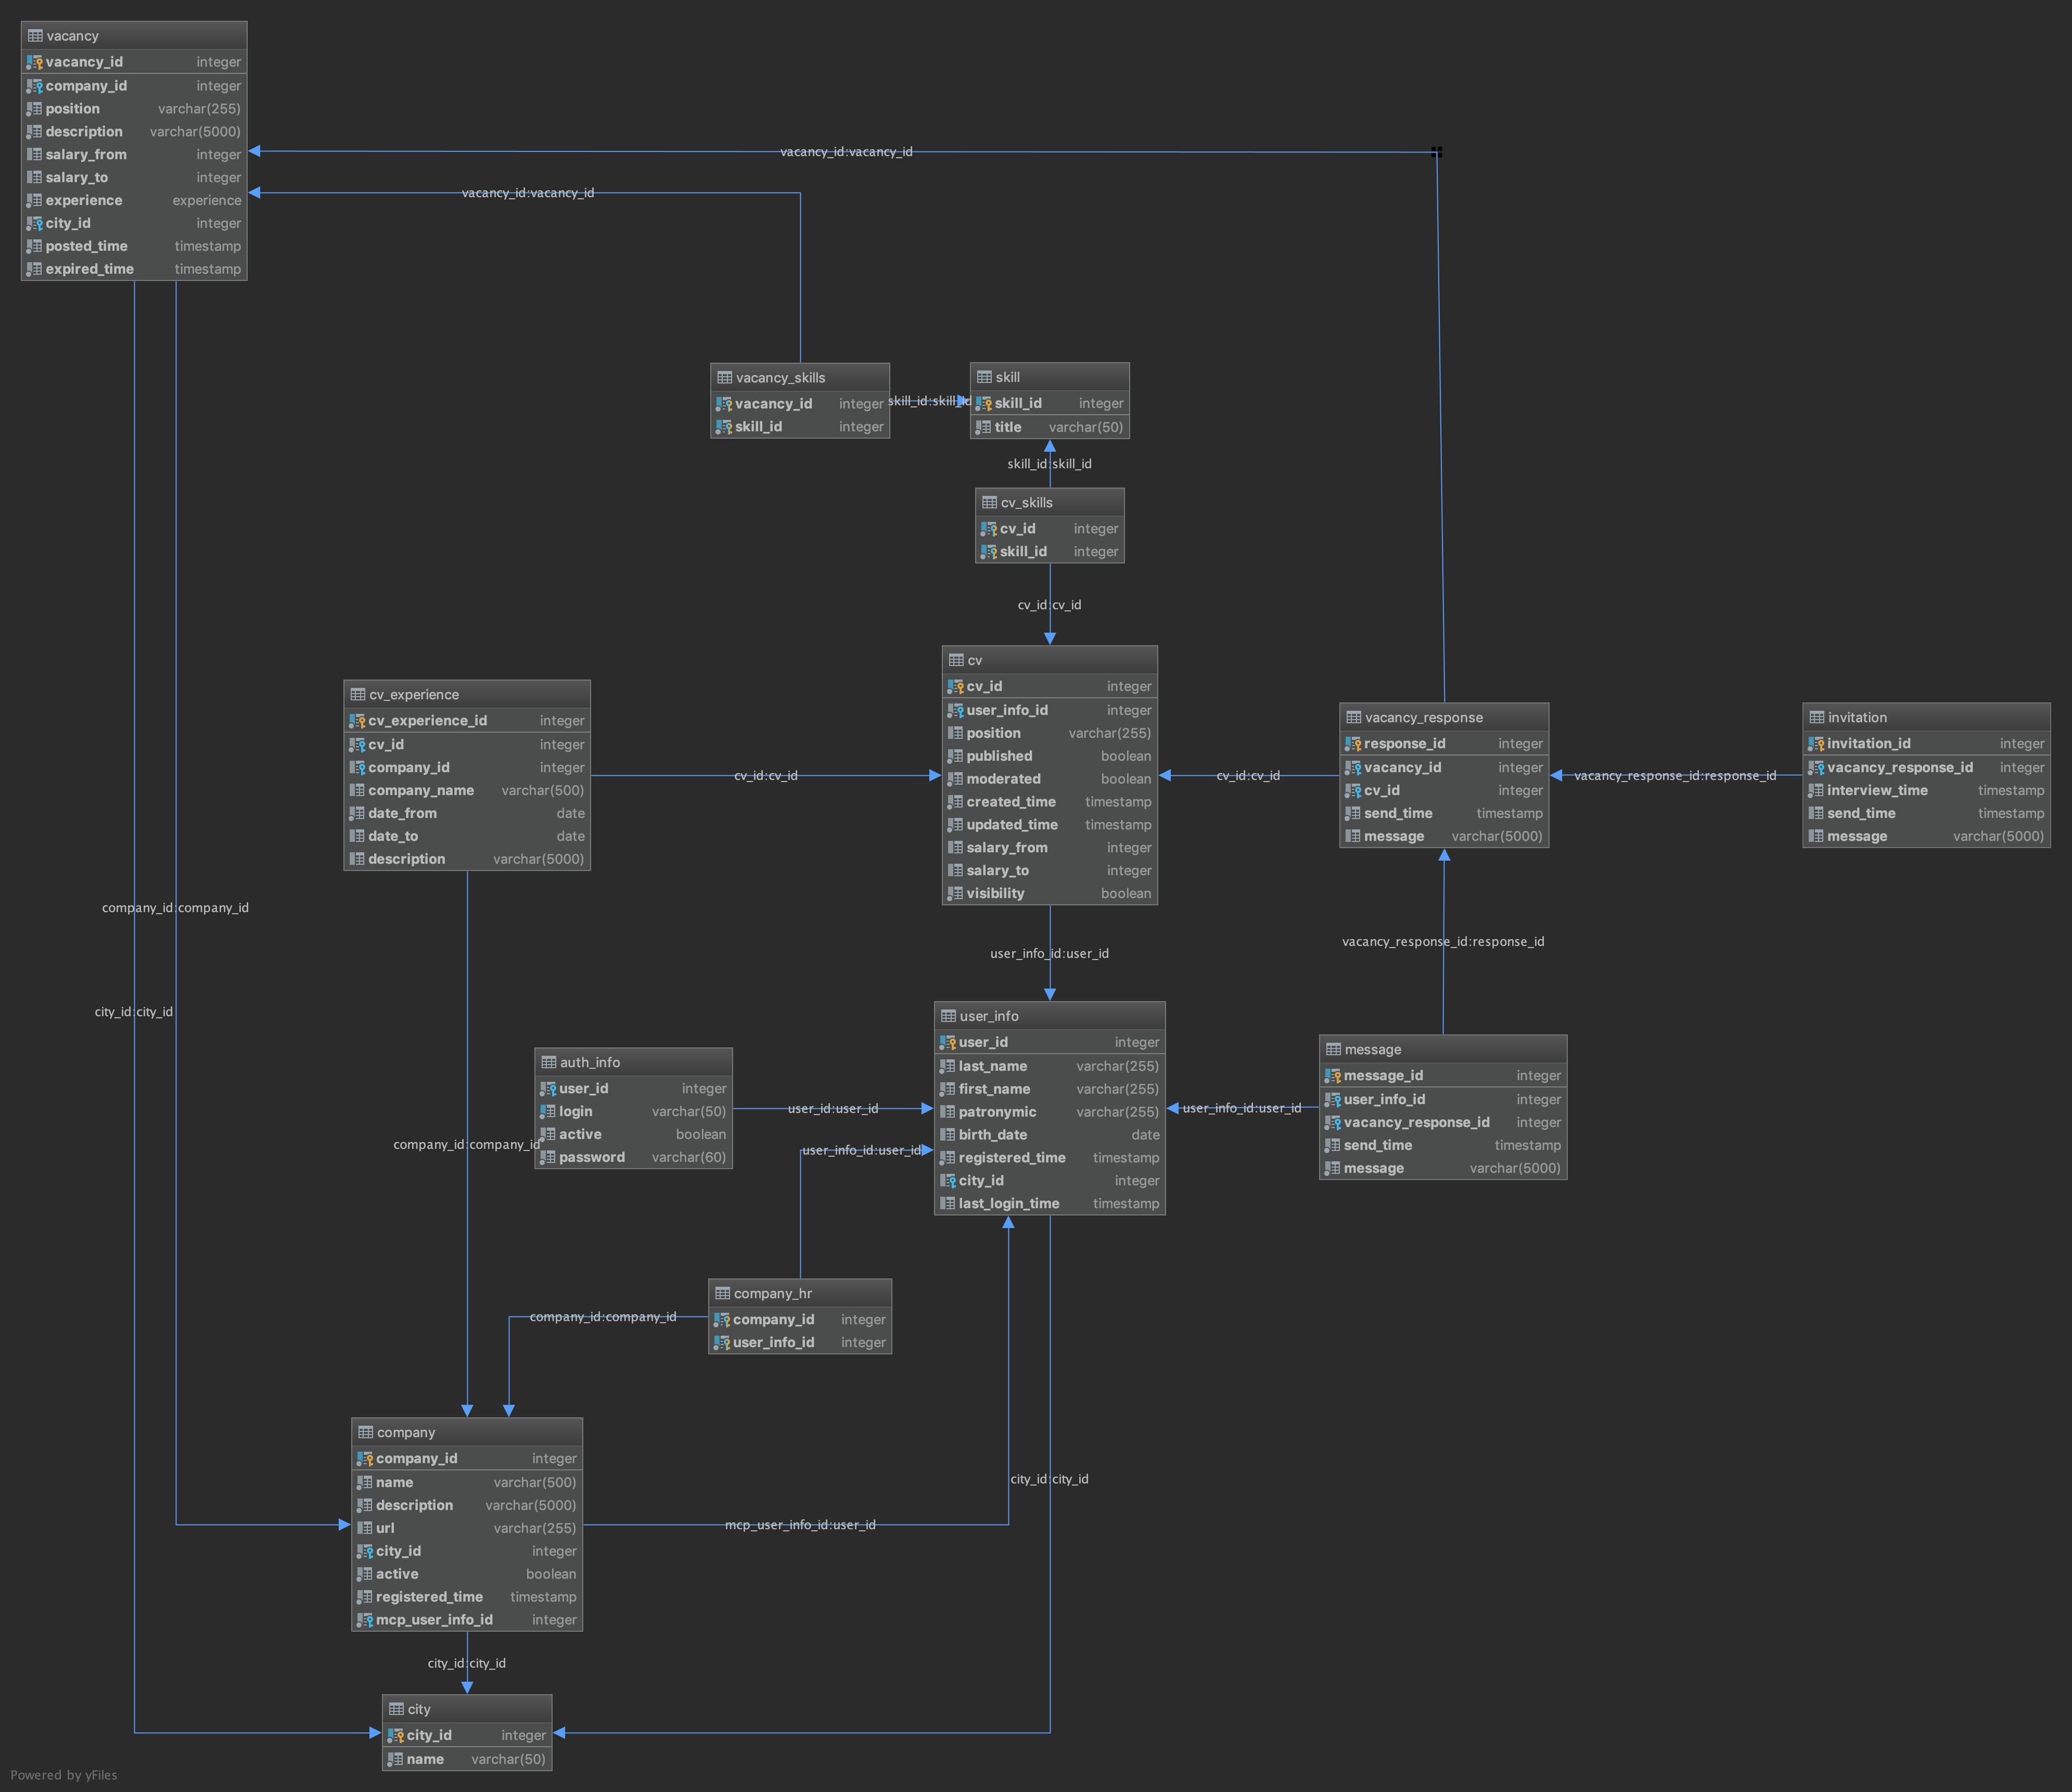 vacancy
vacancy_id integer
company_id integer
position varchar(255)
description varchar(5000)
salary_from integer
salary_to integer
experience experience
city_id integer
posted_time timestamp
expired_time timestamp
vacancy_id:vacancy_id
vacancy_id:vacancy_id
vacancy_skills
vacancy_id integer
skill_id integer
skill_id:skill_id
skill
skill_id integer
title varchar(50)
skill_id:skill_id
cv_skills
cv_id integer
skill_id integer
cv_id:cv_id
cv
cv_id integer
user_info_id integer
position varchar(255)
published boolean
moderated boolean
created_time timestamp
updated_time timestamp
salary_from integer
salary_to integer
visibility boolean
cv_experience
cv_experience_id integer
cv_id integer
company_id integer
company_name varchar(500)
date_from date
date_to date
description varchar(5000)
cv_id:cv_id
cv_id:cv_id
vacancy_response
response_id integer
vacancy_id integer
cv_id integer
send_time timestamp
message varchar(5000)
vacancy_response_id:response_id
invitation
invitation_id integer
vacancy_response_id integer
interview_time timestamp
send_time timestamp
message varchar(5000)
company_id:company_id
vacancy_response_id:response_id
user_info_id:user_id
city_id:city_id
user_info
user_id integer
last_name varchar(255)
first_name varchar(255)
patronymic varchar(255)
birth_date date
registered_time timestamp
city_id integer
last_login_time timestamp
auth_info
user_id integer
login varchar(50)
active boolean
password varchar(60)
user_id:user_id
user_info_id:user_id
message
message_id integer
user_info_id integer
vacancy_response_id integer
send_time timestamp
message varchar(5000)
company_id:company_id
user_info_id:user_id
company_hr
company_id integer
user_info_id integer
company_id:company_id
company
company_id integer
name varchar(500)
description varchar(5000)
url varchar(255)
city_id integer
active boolean
registered_time timestamp
mcp_user_info_id integer
city_id:city_id
mcp_user_info_id:user_id
city_id:city_id
city
city_id integer
name varchar(50)
Powered by yFiles